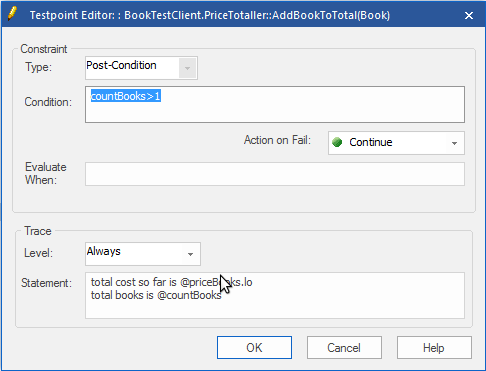 Testpoint Editor: : BookTestClient.PriceTotaller::AddBookToTotal(Book)
Constraint
Type: Post-Condition
Condition: countBooks>1
Action on Fail: Continue
Evaluate
When:
Trace
Level: Always
Statement: total cost so far is @priceBooks.lo
total books is @countBooks
OK Cancel Help